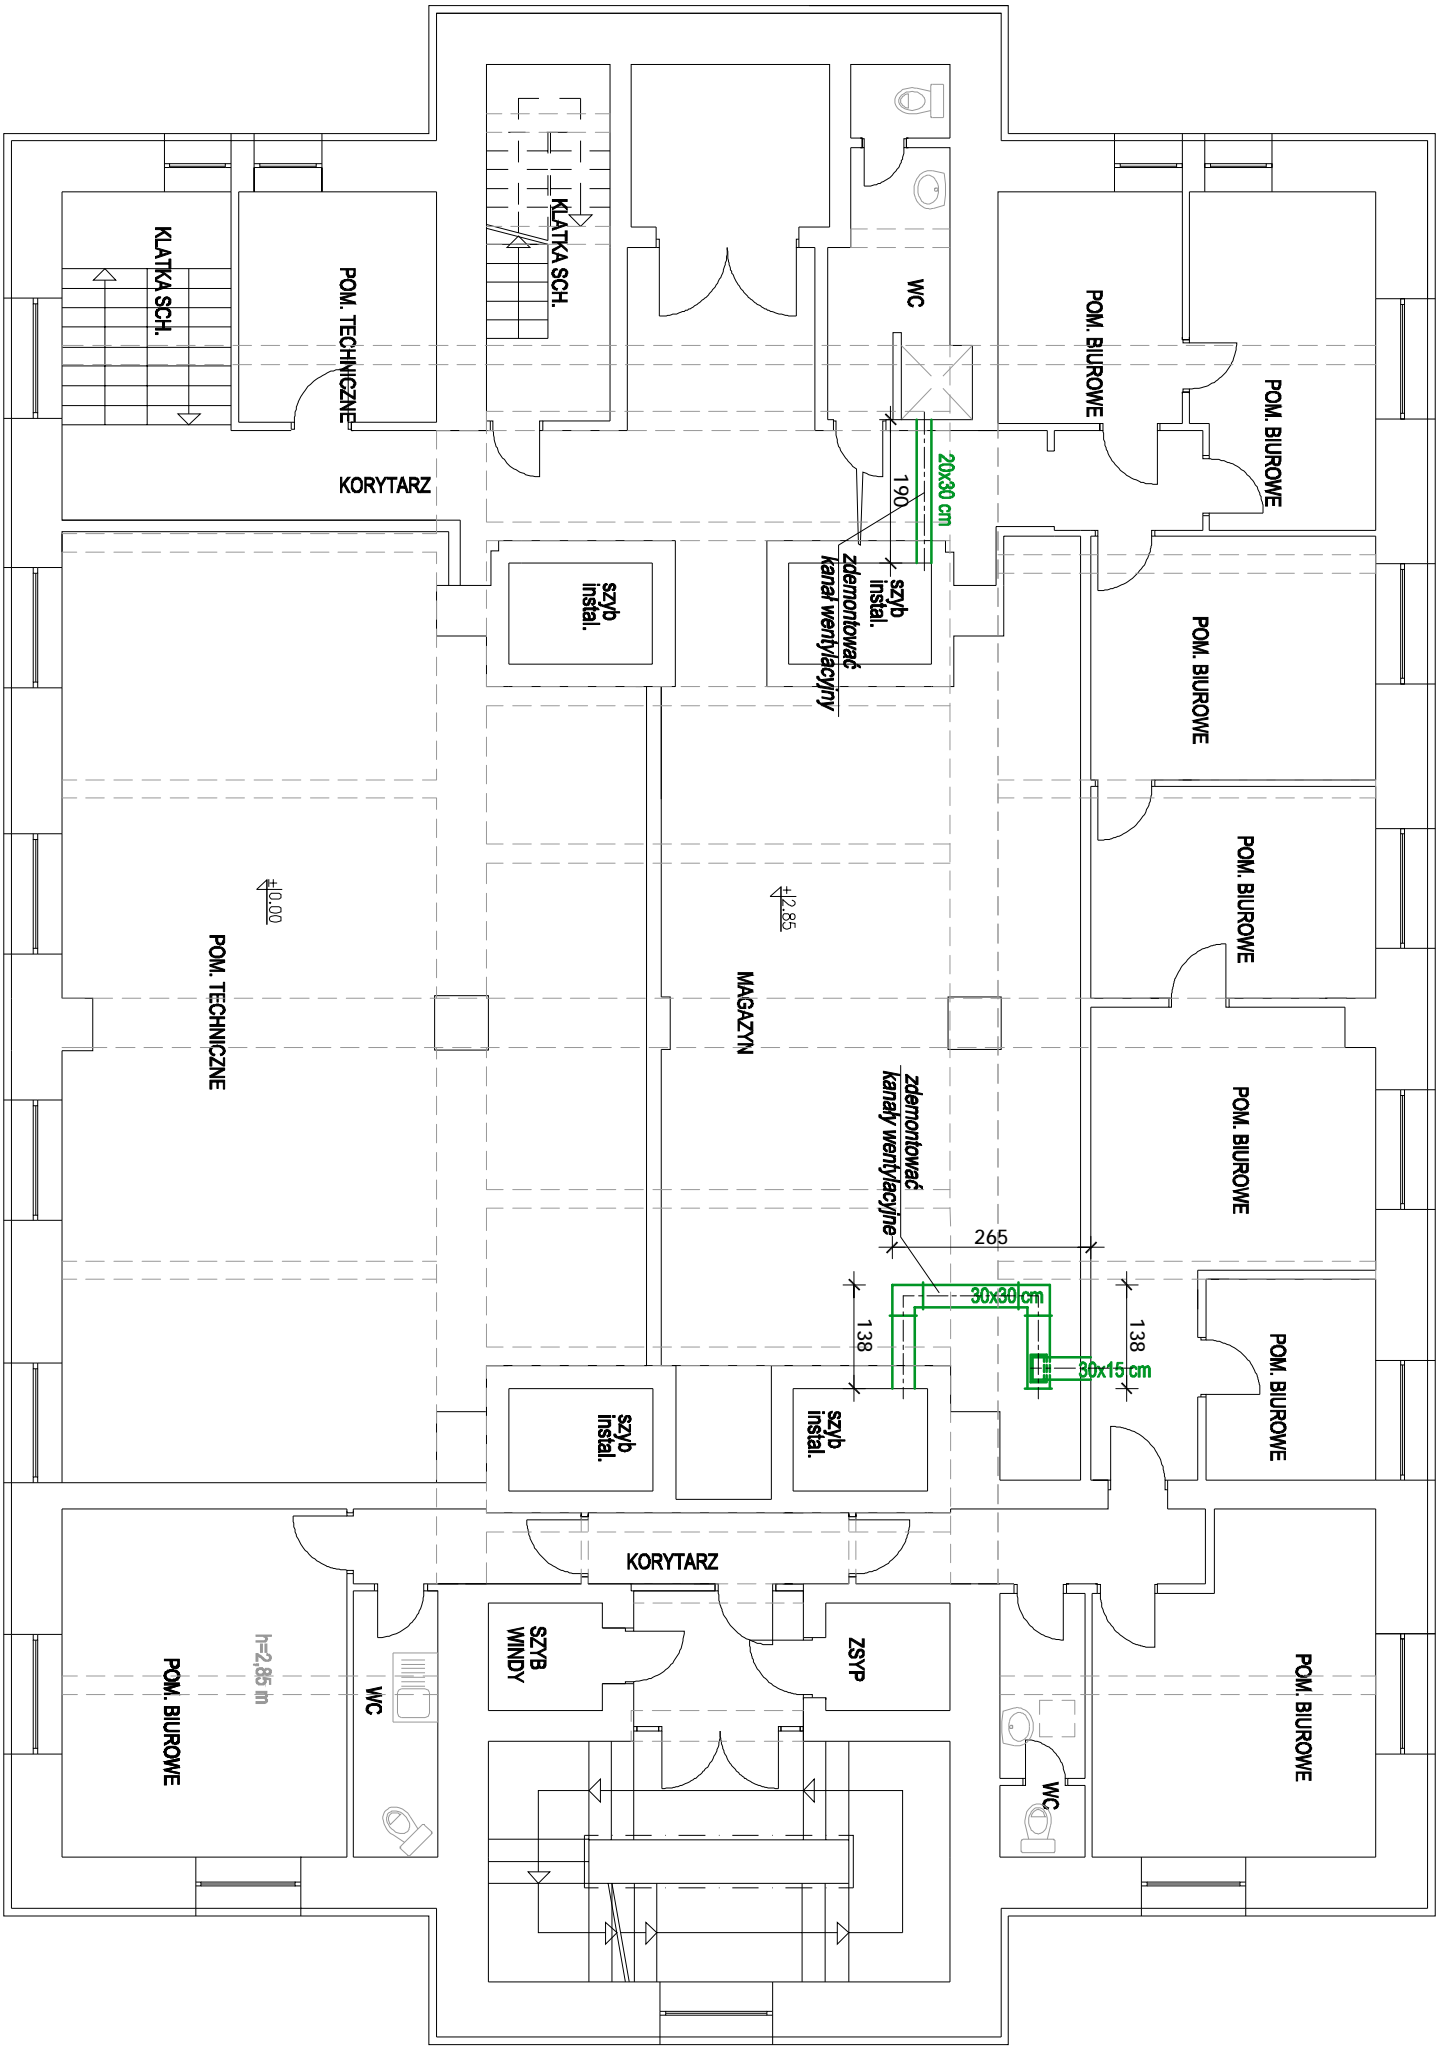 KLATKA SCH.
POM. TECHNICZNE
KLATKA SCH.
WC
POM. BIUROWE
POM. BIUROWE
KORYTARZ
20x30 cm
190
zdemontować
kanał wentylacyjny
szyb
instal.
szyb
instal.
POM. BIUROWE
POM. BIUROWE
±0.00
+2.85
POM. TECHNICZNE
MAGAZYN
POM. BIUROWE
zdemontować
kanały wentylacyjne
265
30x30 cm
138
138
30x15 cm
POM. BIUROWE
szyb
instal.
szyb
instal.
KORYTARZ
SZYB
WINDY
ZSYP
h=2,85 m
POM. BIUROWE
WC
WC
POM. BIUROWE